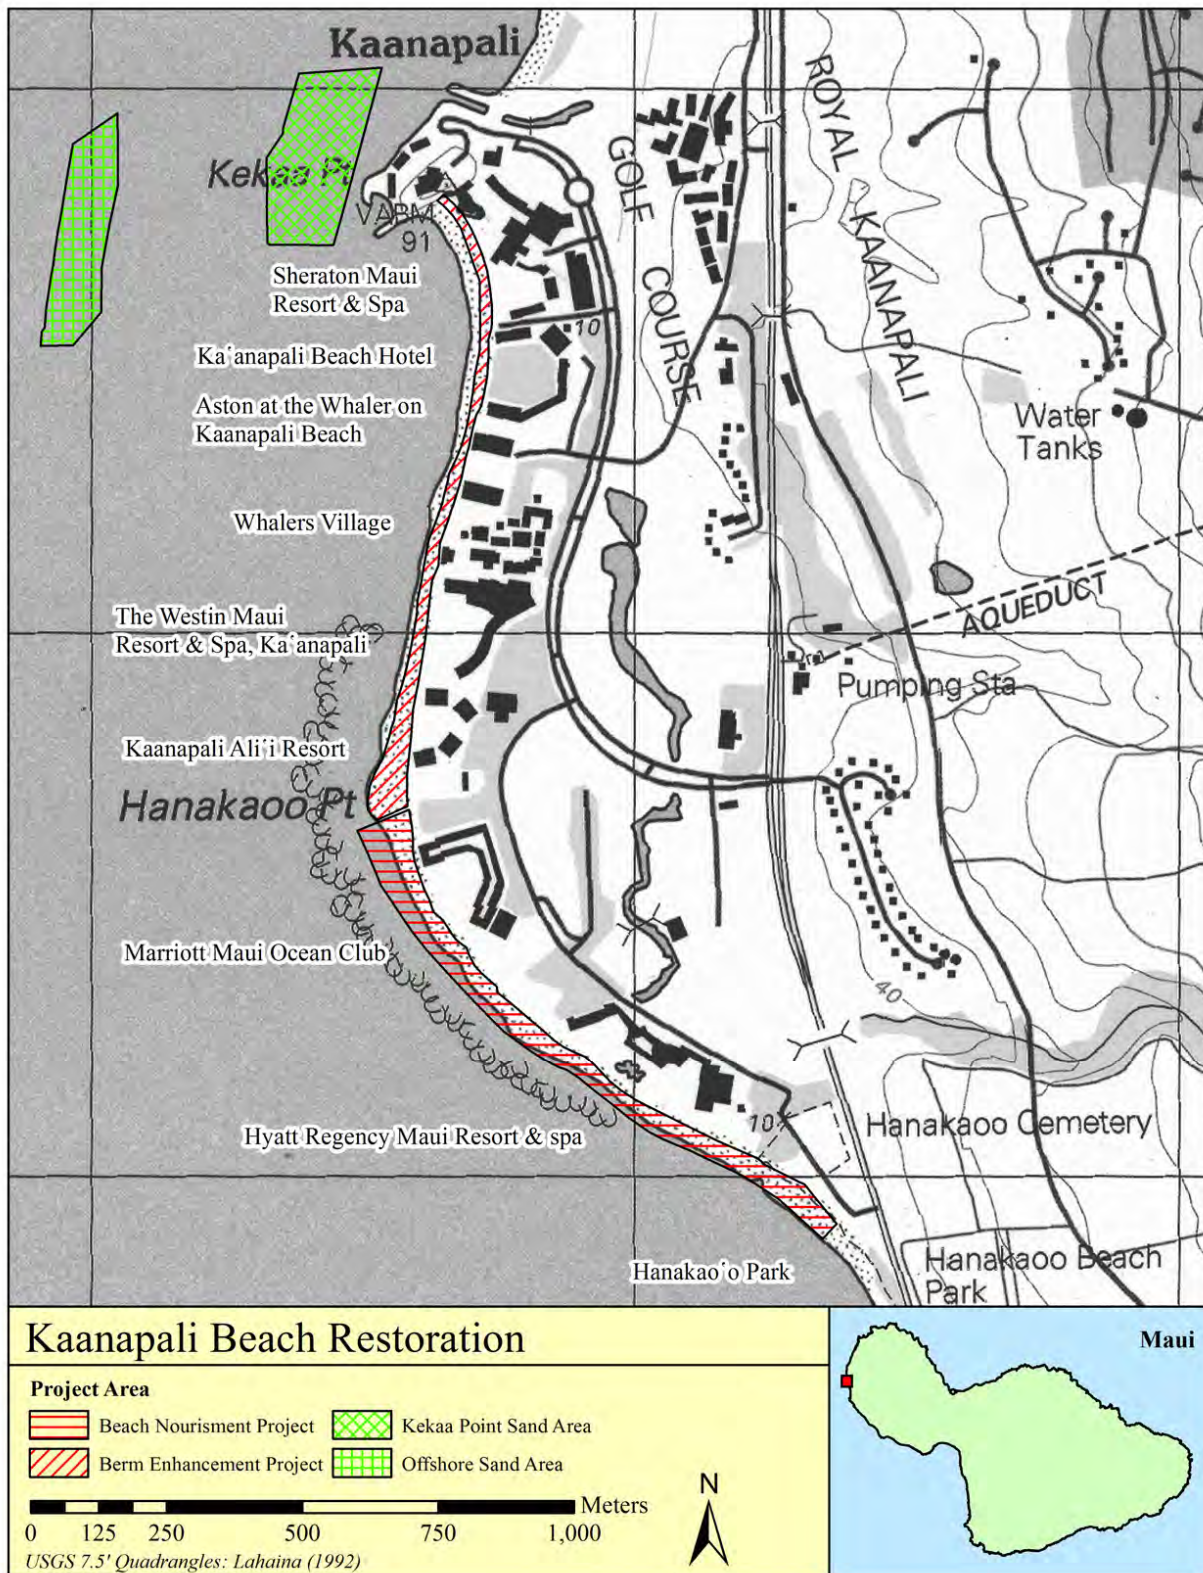 Kaanapali
Kekaa Pt
VABM
91
GOLF
COURSE
ROYAL
KAANAPALI
Sheraton Maui
Resort & Spa
10
Ka'anapali Beach Hotel
Aston at the Whaler on
Kaanapali Beach
Water
Tanks
Whalers Village
AQUEDUCT
The Westin Maui
Resort & Spa, Ka'anapali
Pumping Sta
Kaanapali Ali'i Resort
Hanakaoo Pt
Marriott Maui Ocean Club
40
Hyatt Regency Maui Resort & spa
10
Hanakaoo Cemetery
Hanakao'o Park
Hanakaoo Beach
Park
Kaanapali Beach Restoration
Project Area
Beach Nourisment Project
Kekaa Point Sand Area
Berm Enhancement Project
Offshore Sand Area
Meters
0 125 250 500 750 1,000
USGS 7.5' Quadrangles: Lahaina (1992)
N
Maui